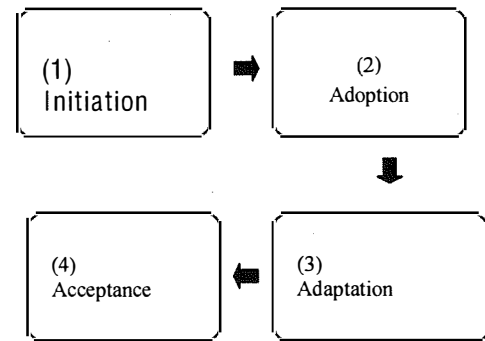 (1)
Initiation
(2)
Adoption
(3)
Adaptation
(4)
Acceptance